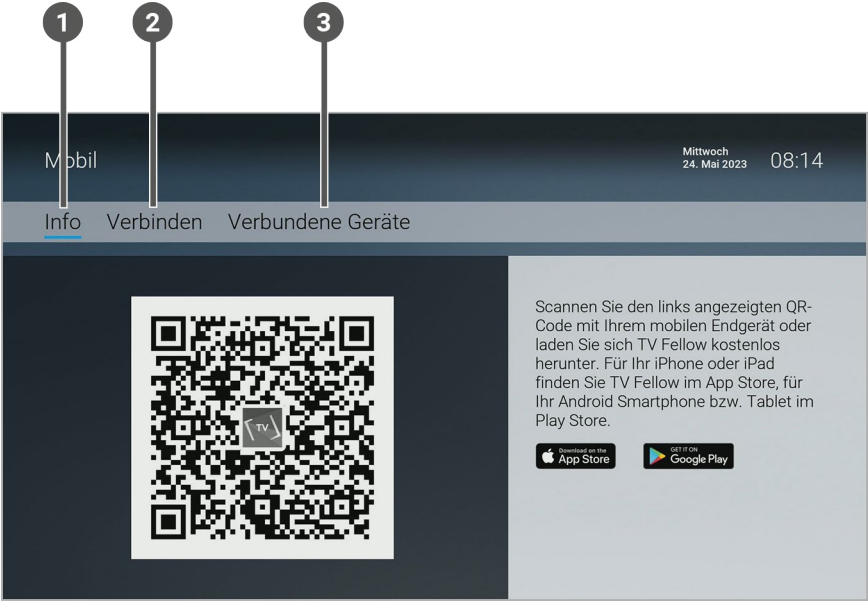 1 2 3
Mobil
Mittwoch
24. Mai 2023
08:14
Info Verbinden Verbundene Geräte
TV
Scannen Sie den links angezeigten QR-
Code mit Ihrem mobilen Endgerät oder
laden Sie sich TV Fellow kostenlos
herunter. Für Ihr iPhone oder iPad
finden Sie TV Fellow im App Store, für
Ihr Android Smartphone bzw. Tablet im
Play Store.
Download on the
App Store
GET IT ON
Google Play